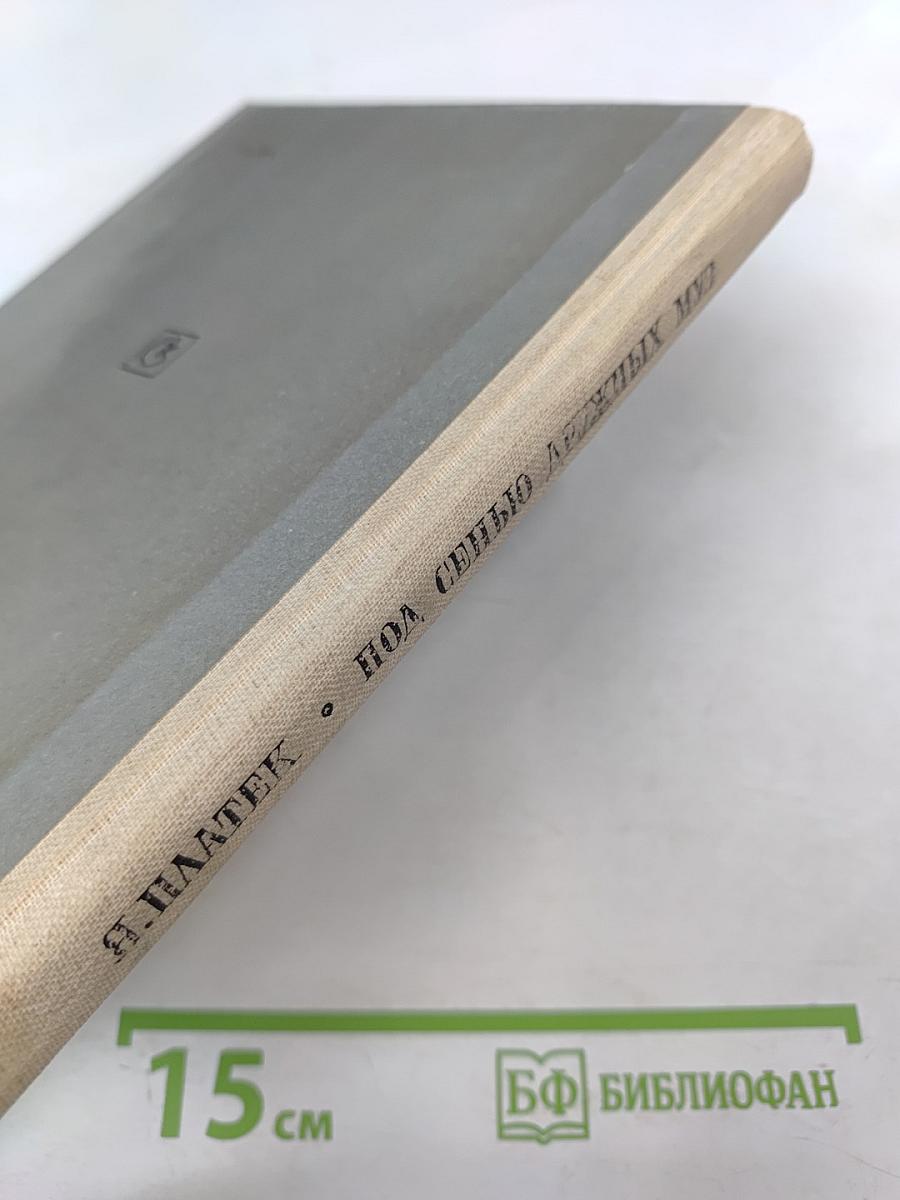 Я. ПЛАТЕК • ПОД СЕНЬЮ ДРУЖНЫХ МУЗ
15 см
БФ БИБЛИОФАН